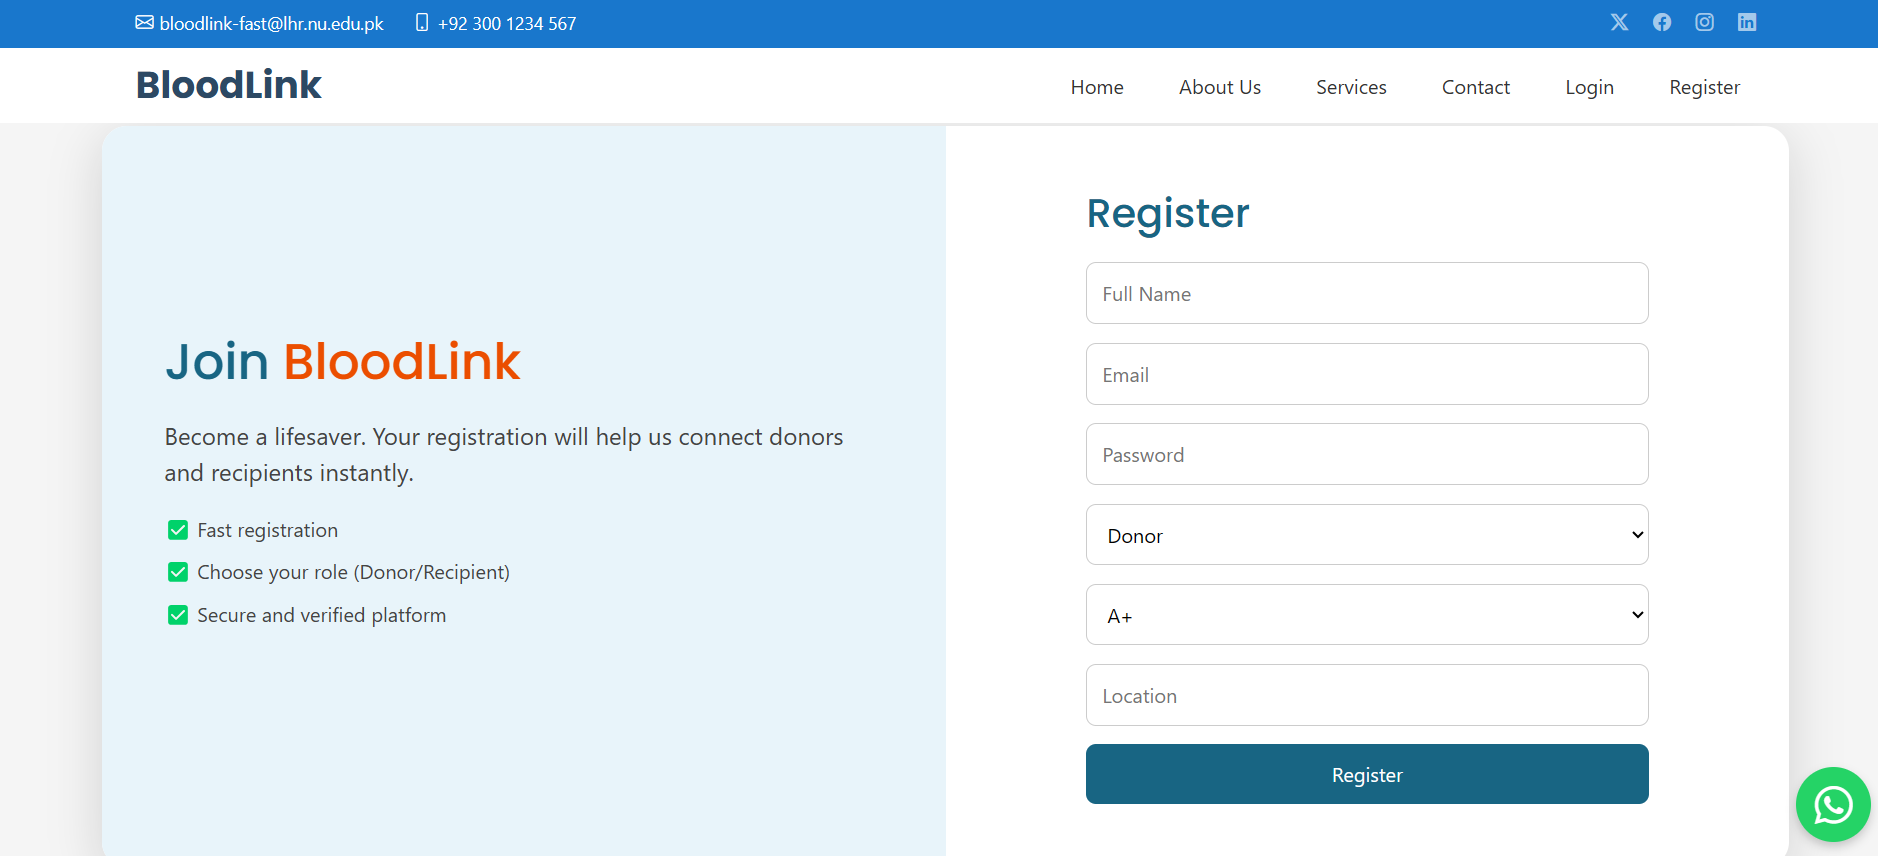 bloodlink-fast@lhr.nu.edu.pk +92 300 1234 567
BloodLink
Home About Us Services Contact Login Register
Join BloodLink
Become a lifesaver. Your registration will help us connect donors
and recipients instantly.
Fast registration
Choose your role (Donor/Recipient)
Secure and verified platform
Register
Full Name
Email
Password
Donor
A+
Location
Register